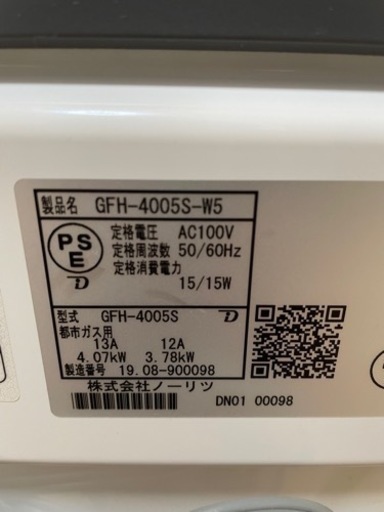 製品名 GFH-4005S-W5
PS
E
定格電圧 AC100V
定格周波数 50/60Hz
定格消費電力
15/15W
型式 GFH-4005S
都市ガス用
13A 12A
4.07kW 3.78kW
製造番号 19.08-900098
株式会社ノーリツ
DN01 00098